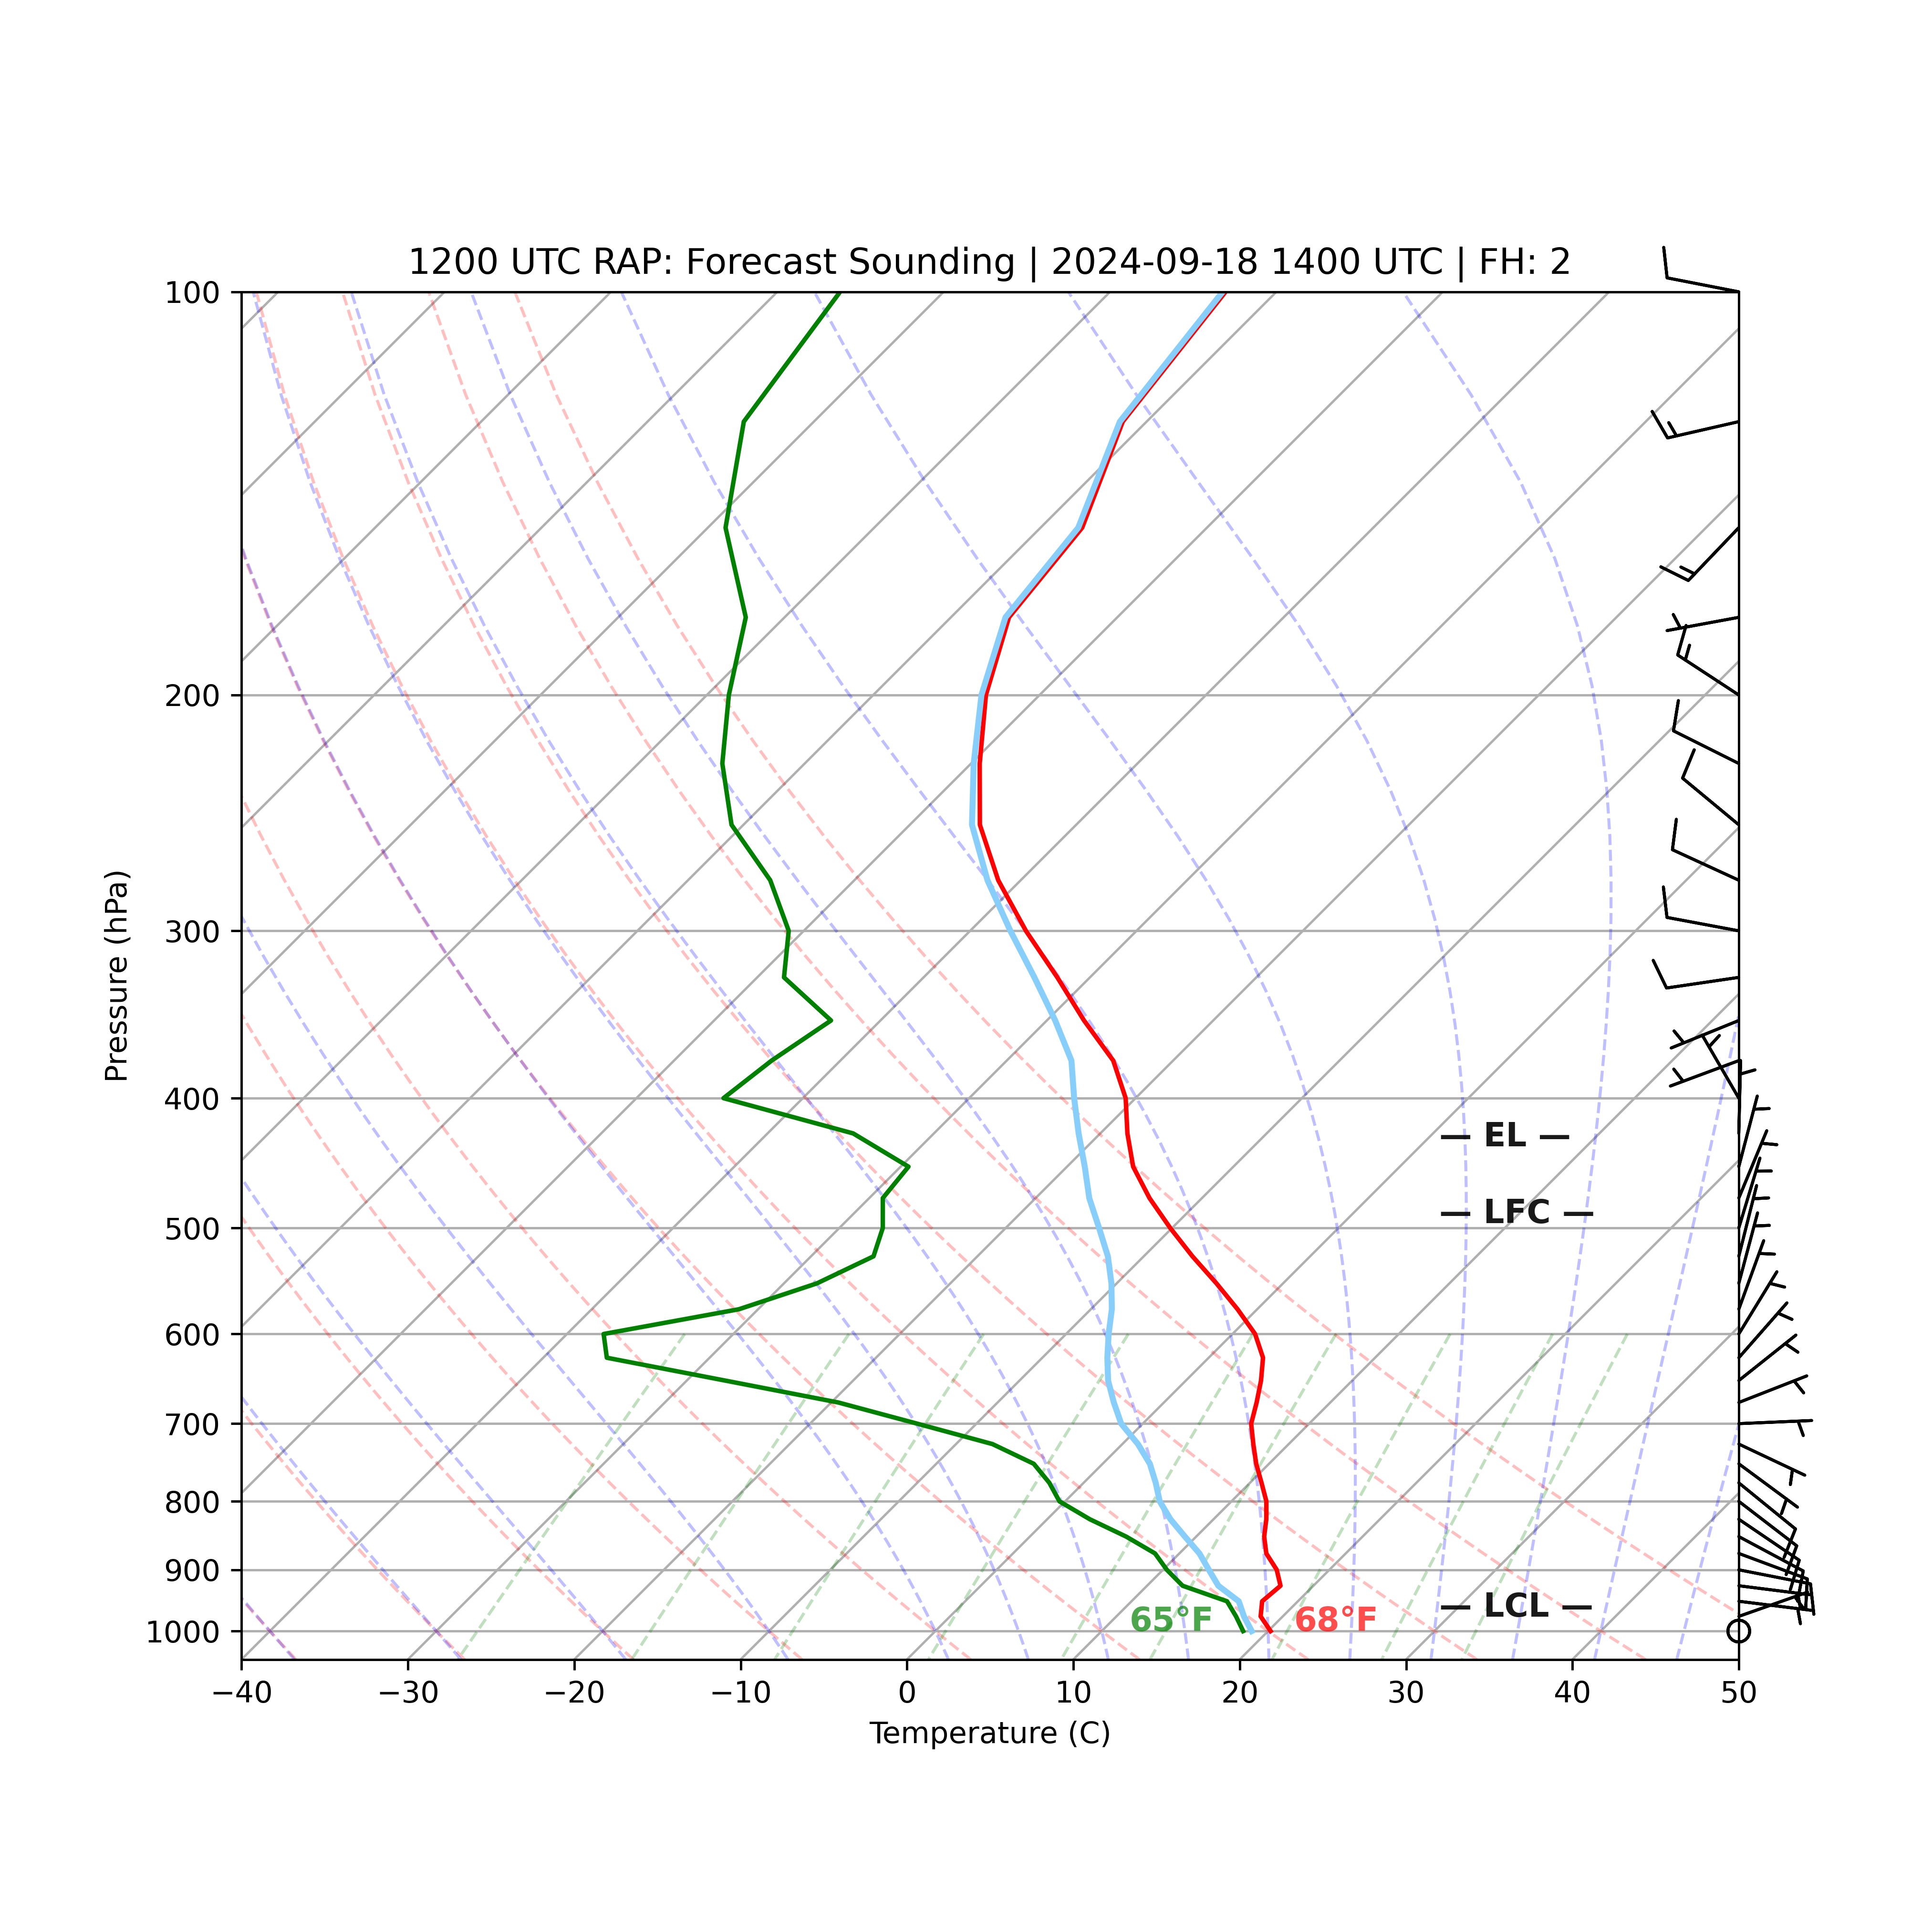 1200 UTC RAP: Forecast Sounding | 2024-09-18 1400 UTC | FH: 2
100
200
300
400
500
600
700
800
900
1000
Pressure (hPa)
— EL —
— LFC —
— LCL —
65°F
68°F
−40
−30
−20
−10
0
10
20
30
40
50
Temperature (C)